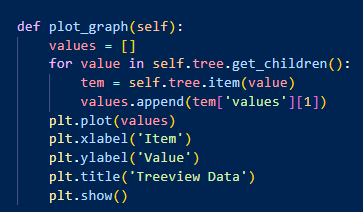 def plot_graph(self):
    values = []
    for value in self.tree.get_children():
        tem = self.tree.item(value)
        values.append(tem['values'][1])
    plt.plot(values)
    plt.xlabel('Item')
    plt.ylabel('Value')
    plt.title('Treeview Data')
    plt.show()